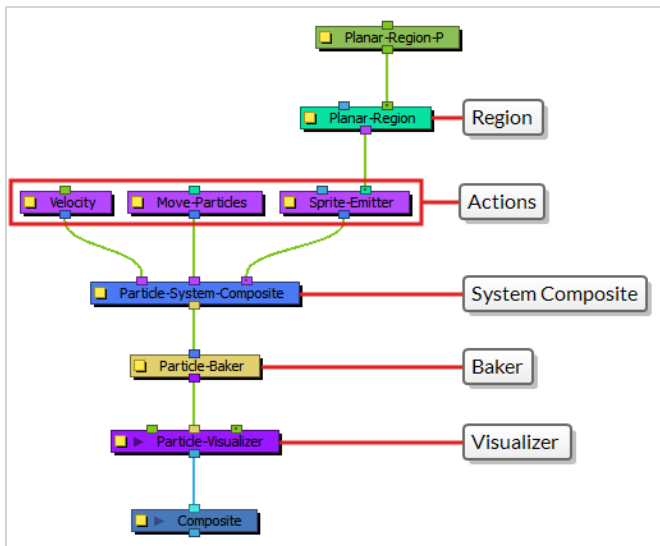 Planar-Region-P
Planar-Region
Region
Velocity
Move-Particles
Sprite-Emitter
Actions
Particle-System-Composite
System Composite
Particle-Baker
Baker
Particle-Visualizer
Visualizer
Composite